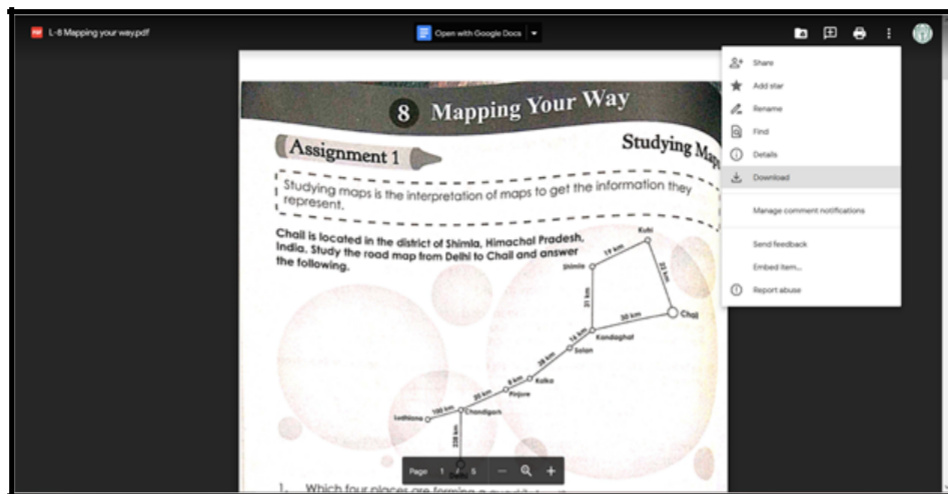 L-8 Mapping your way.pdf
Open with Google Docs
Share
Add star
Rename
Find
Details
Download
Manage comment notifications
Send feedback
Embed item...
Report abuse
8 Mapping Your Way
Assignment 1
Studying Maps
Studying maps is the interpretation of maps to get the information they
represent.
Chail is located in the district of Shimla, Himachal Pradesh,
India. Study the road map from Delhi to Chail and answer
the following.
Kufri
19 km
Shimla
22 km
31 km
Chail
30 km
Kandaghat
16 km
Solan
38 km
Kalka
8 km
Pinjore
20 km
Chandigarh
100 km
Ludhiana
238 km
Page 1 / 5
1. Which four places are forming a